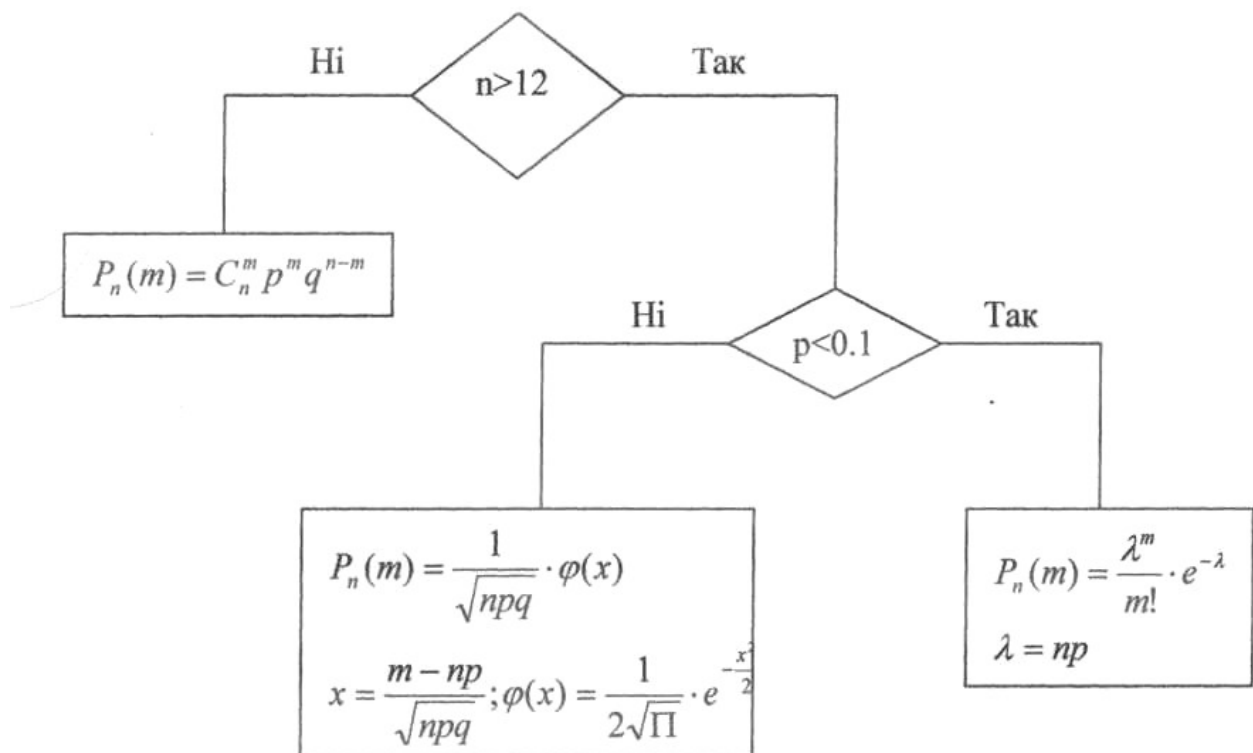 Ні
n>12
Так
P_n(m) = C_n^m p^m q^{n-m}
Ні
p<0.1
Так
P_n(m) = \frac{1}{\sqrt{npq}} \cdot \varphi(x)
x = \frac{m-np}{\sqrt{npq}}; \varphi(x) = \frac{1}{2\sqrt{\Pi}} \cdot e^{-\frac{x^2}{2}}
P_n(m) = \frac{\lambda^m}{m!} \cdot e^{-\lambda}
\lambda = np